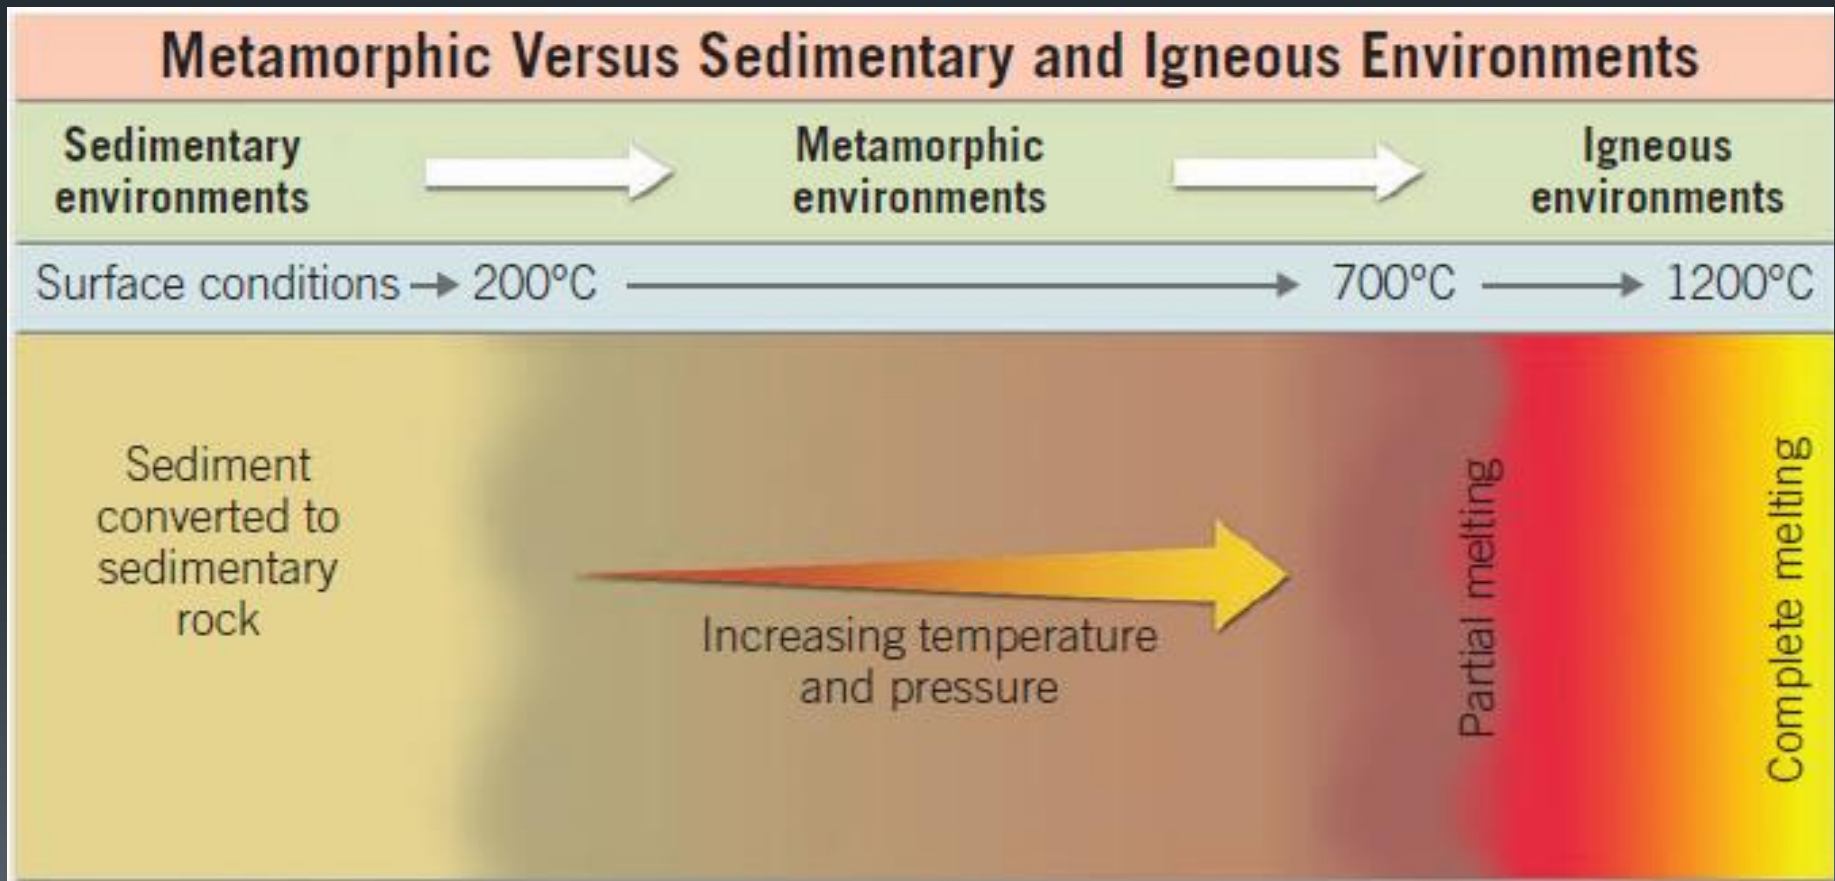 Metamorphic Versus Sedimentary and Igneous Environments
Sedimentary
environments
Metamorphic
environments
Igneous
environments
Surface conditions 200°C 700°C 1200°C
Sediment
converted to
sedimentary
rock
Increasing temperature
and pressure
Partial melting
Complete melting